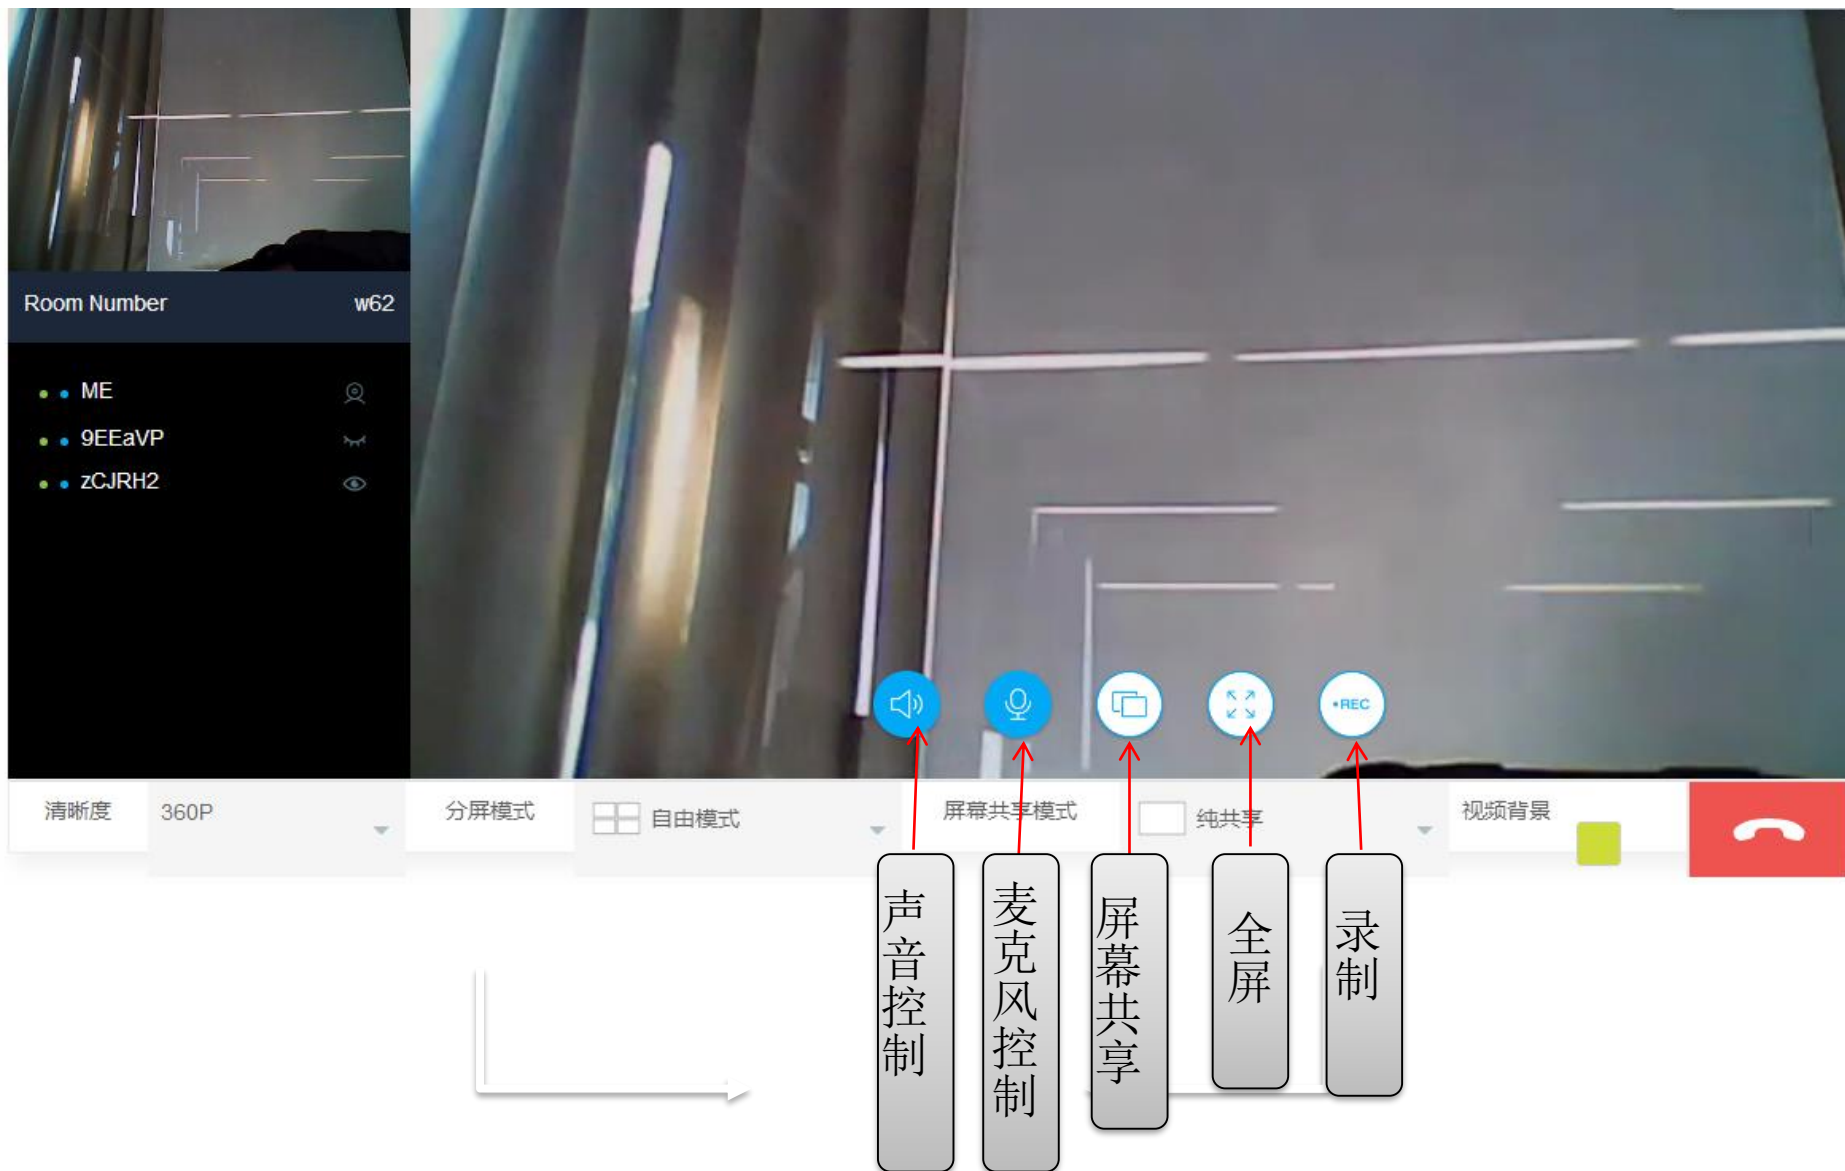 Room Number w62
ME
9EEaVP
zCJRH2
•REC
清晰度 360P 分屏模式 自由模式 屏幕共享模式 纯共享 视频背景
声音控制
麦克风控制
屏幕共享
全屏
录制